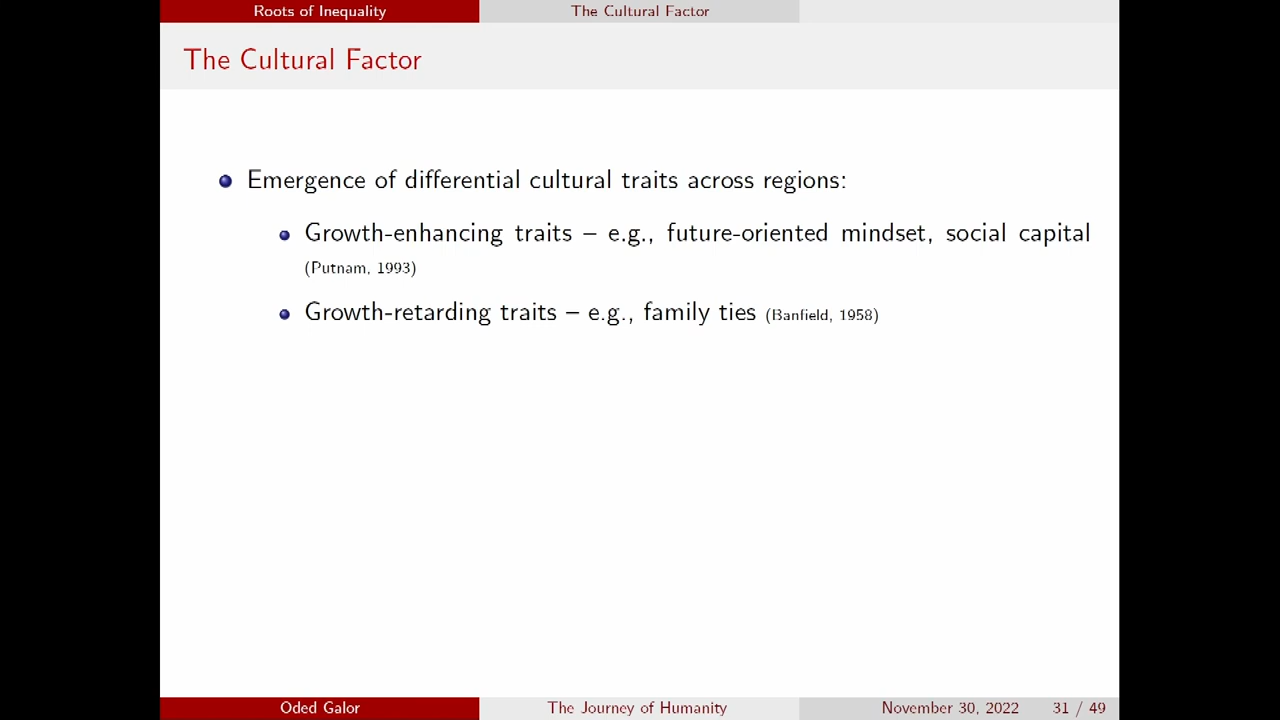 Roots of Inequality The Cultural Factor
The Cultural Factor
Emergence of differential cultural traits across regions:
Growth-enhancing traits – e.g., future-oriented mindset, social capital
(Putnam, 1993)
Growth-retarding traits – e.g., family ties (Banfield, 1958)
Oded Galor The Journey of Humanity November 30, 2022 31 / 49